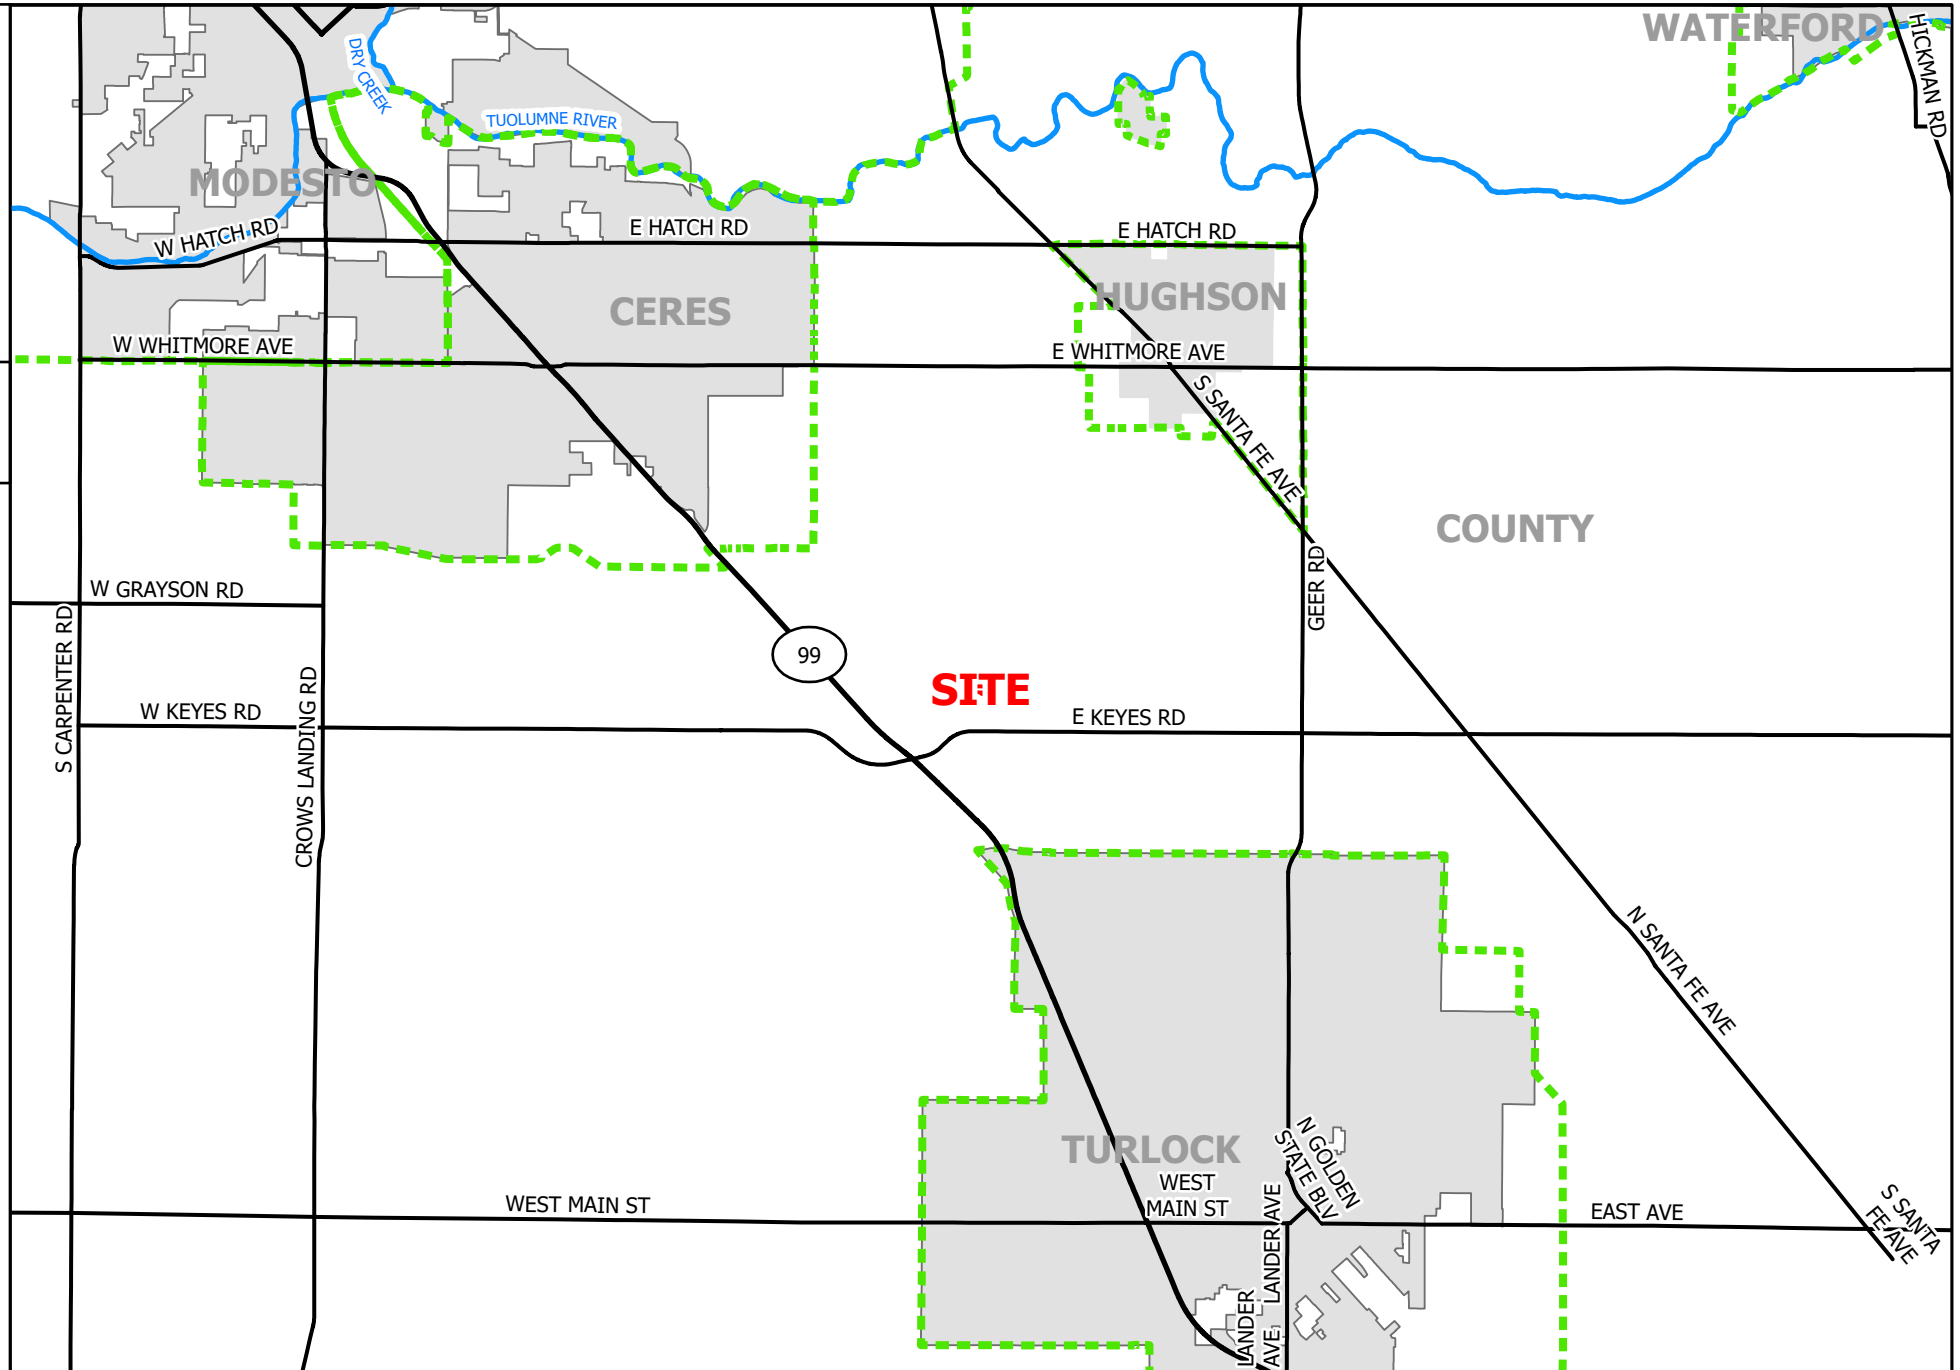 WATERFORD
HICKMAN RD
DRY CREEK
TUOLUMNE RIVER
MODESTO
W HATCH RD
E HATCH RD
E HATCH RD
CERES
HUGHSON
W WHITMORE AVE
E WHITMORE AVE
S SANTA FE AVE
COUNTY
W GRAYSON RD
GEER RD
S CARPENTER RD
99
SITE
CROWS LANDING RD
W KEYES RD
E KEYES RD
N SANTA FE AVE
TURLOCK
N GOLDEN
STATE BLV
WEST
MAIN ST
WEST MAIN ST
LANDER AVE
EAST AVE
S SANTA
FE AVE
LANDER
AVE